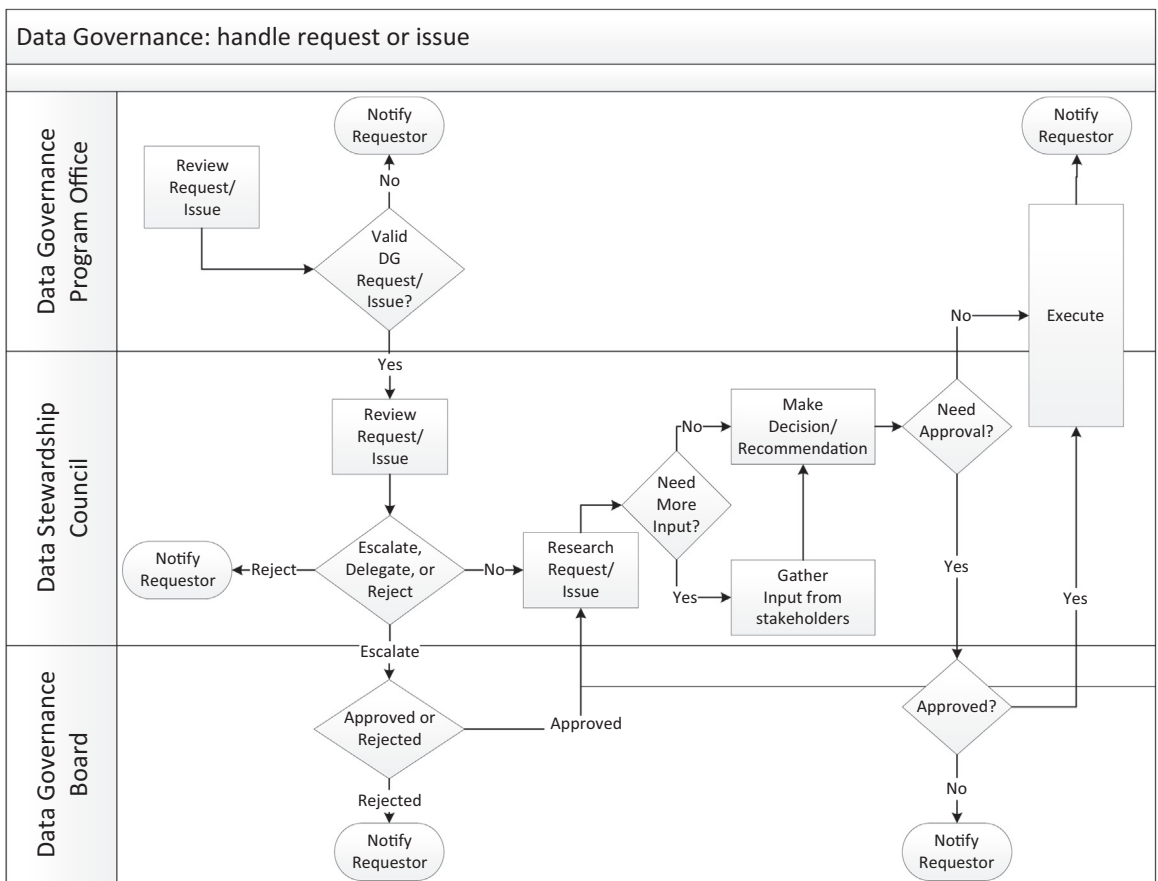 Data Governance: handle request or issue
Data Governance
Program Office
Review
Request/
Issue
Notify
Requestor
No
Valid
DG
Request/
Issue?
Yes
Notify
Requestor
Execute
No
Data Stewardship
Council
Review
Request/
Issue
Escalate,
Delegate, or
Reject
Reject
Notify
Requestor
No
Research
Request/
Issue
Need
More
Input?
No
Yes
Make
Decision/
Recommendation
Gather
Input from
stakeholders
Need
Approval?
Yes
Yes
Escalate
Data Governance
Board
Approved or
Rejected
Approved
Rejected
Notify
Requestor
Approved?
No
Notify
Requestor